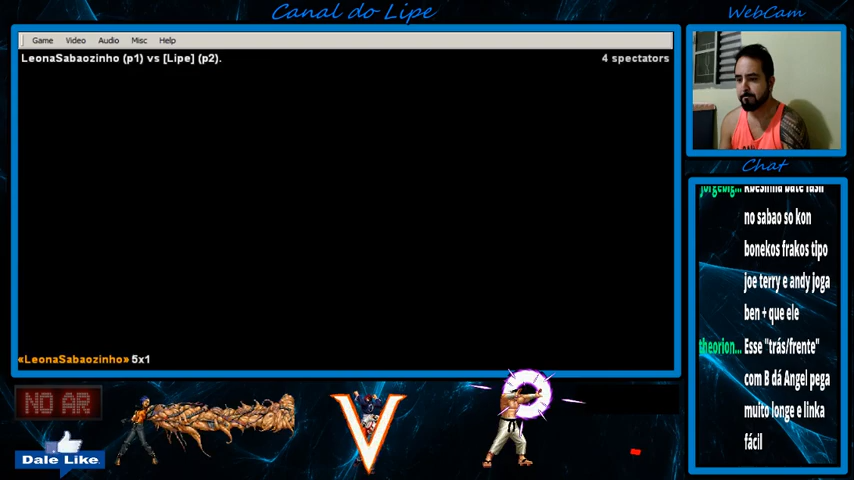 Canal do Lipe
WebCam
Game Video Audio Misc Help
LeonaSabaozinho (p1) vs [Lipe] (p2).
4 spectators
«LeonaSabaozinho» 5x1
Chat
no sabao so kon
bonekos frakos tipo
joe terry e andy joga
ben + que ele
theorion... Esse "trás/frente"
com B dá Angel pega
muito longe e linka
fácil
NO AR
V
Dale Like.